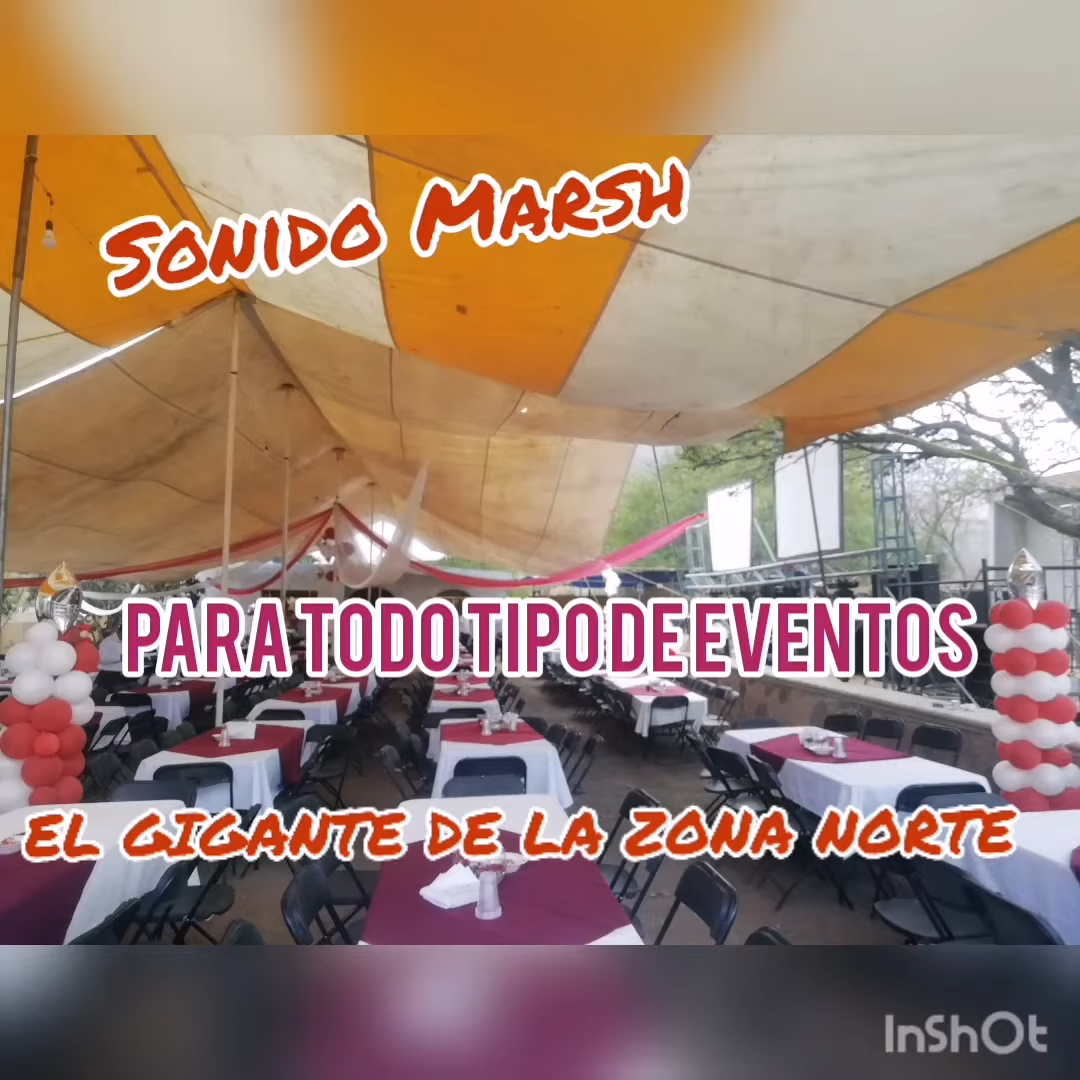 Sonido Marsh
PARA TODO TIPO DE EVENTOS
EL GIGANTE DE LA ZONA NORTE
InShOt